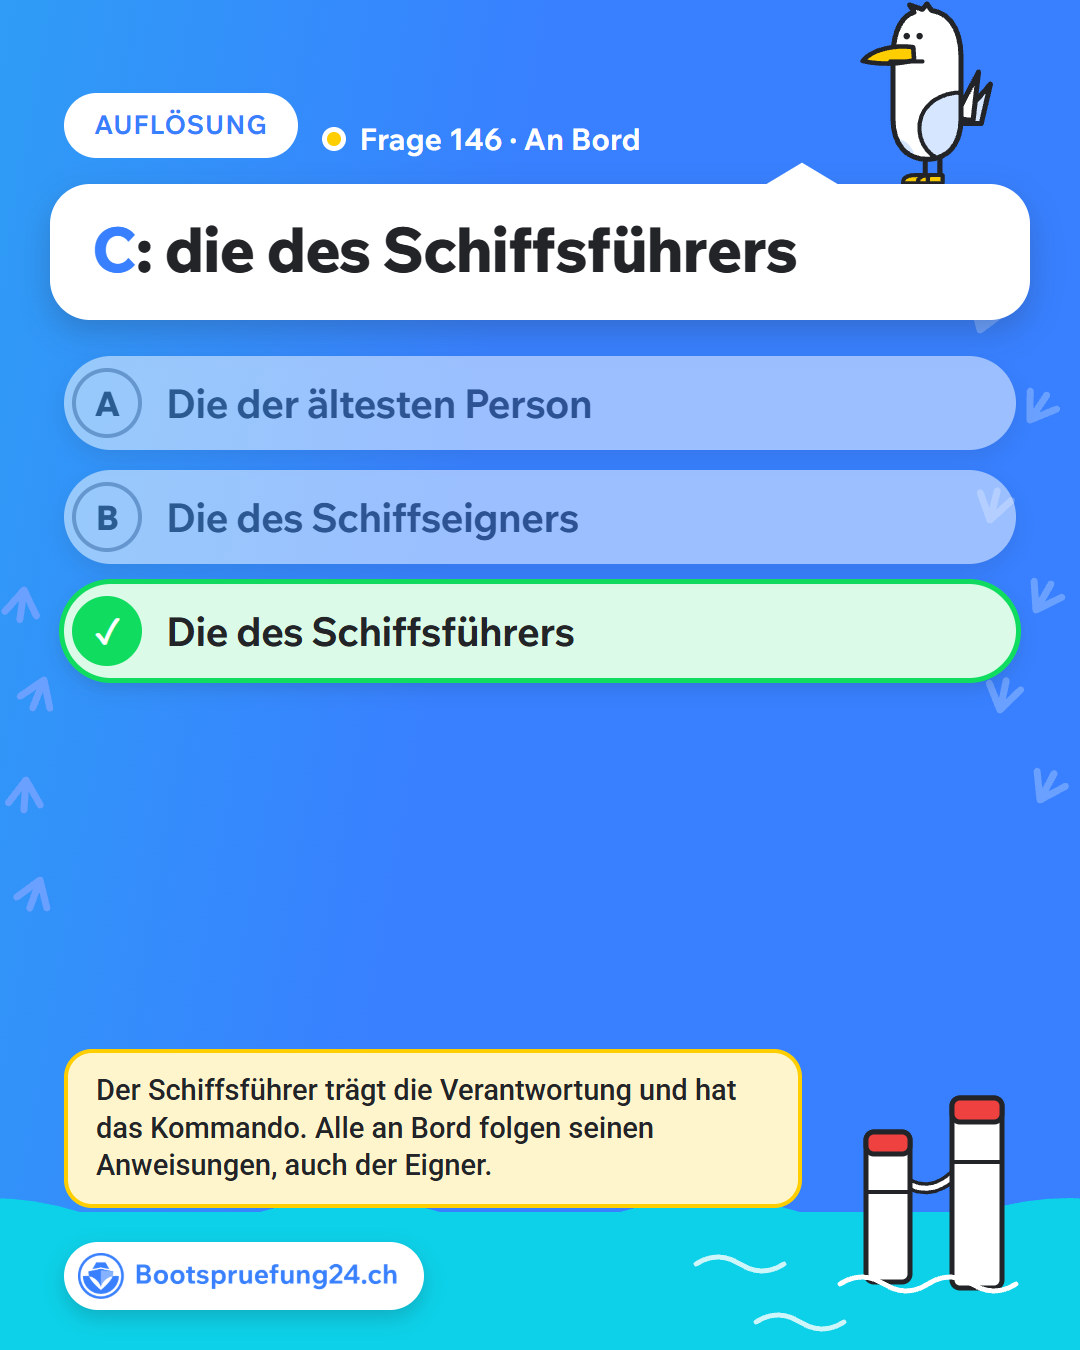 AUFLÖSUNG
Frage 146 · An Bord
C: die des Schiffsführers
A Die der ältesten Person
B Die des Schiffseigners
✓ Die des Schiffsführers
Der Schiffsführer trägt die Verantwortung und hat
das Kommando. Alle an Bord folgen seinen
Anweisungen, auch der Eigner.
Bootspruefung24.ch